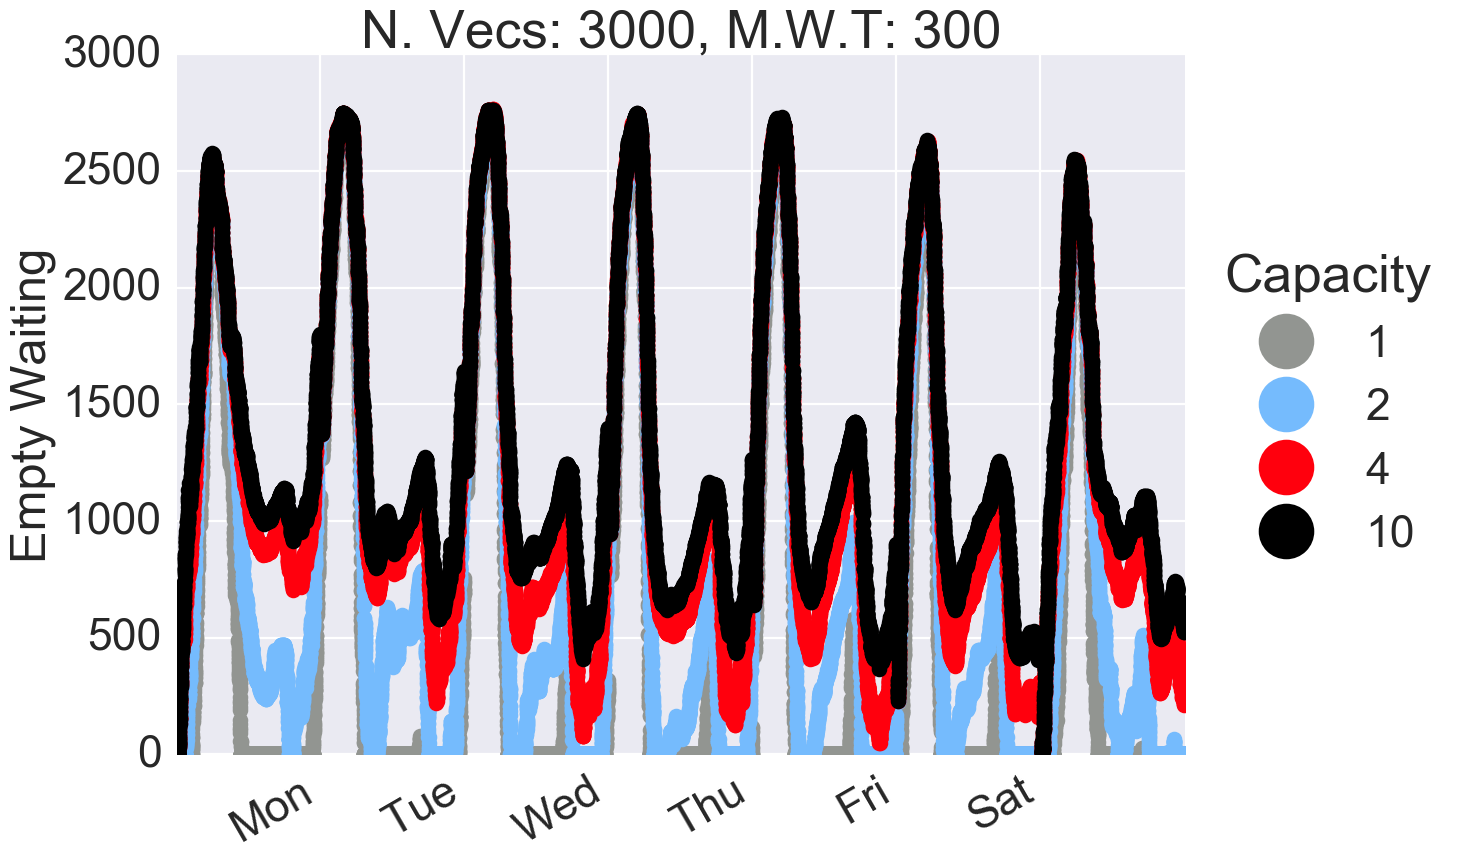 N. Vecs: 3000, M.W.T: 300
3000
2500
2000
1500
1000
500
0
Empty Waiting
Mon
Tue
Wed
Thu
Fri
Sat
Capacity
1
2
4
10